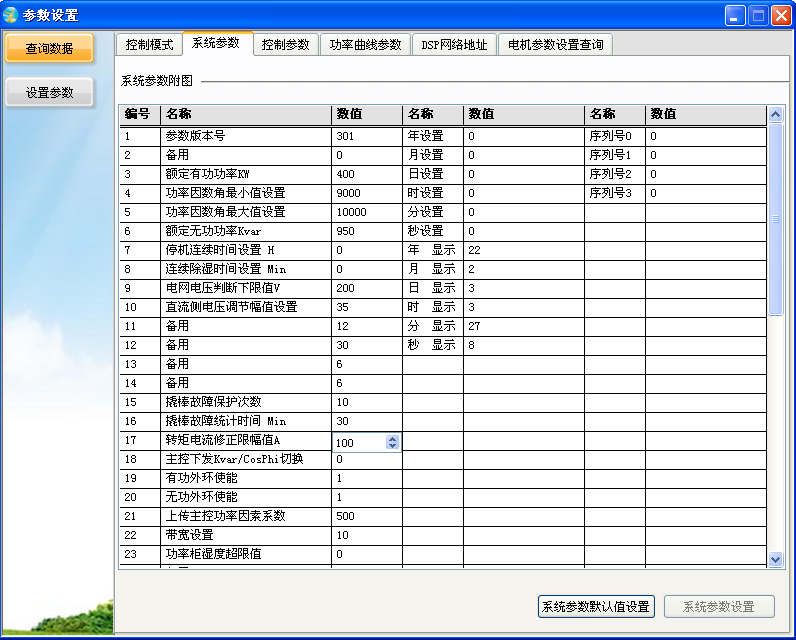 参数设置
查询数据
设置参数
控制模式 系统参数 控制参数 功率曲线参数 DSP网络地址 电机参数设置查询
系统参数附图
编号 名称 数值 名称 数值 名称 数值
1 参数版本号 301 年设置 0 序列号0 0
2 备用 0 月设置 0 序列号1 0
3 额定有功功率KW 400 日设置 0 序列号2 0
4 功率因数角最小值设置 9000 时设置 0 序列号3 0
5 功率因数角最大值设置 10000 分设置 0
6 额定无功功率Kvar 950 秒设置 0
7 停机连续时间设置 H 0 年 显示 22
8 连续除湿时间设置 Min 0 月 显示 2
9 电网电压判断下限值V 200 日 显示 3
10 直流侧电压调节幅值设置 35 时 显示 3
11 备用 12 分 显示 27
12 备用 30 秒 显示 8
13 备用 6
14 备用 6
15 撬棒故障保护次数 10
16 撬棒故障统计时间 Min 30
17 转矩电流修正限幅值A 100
18 主控下发Kvar/CosPhi切换 0
19 有功外环使能 1
20 无功外环使能 1
21 上传主控功率因素系数 500
22 带宽设置 10
23 功率柜湿度超限值 0
系统参数默认值设置 系统参数设置